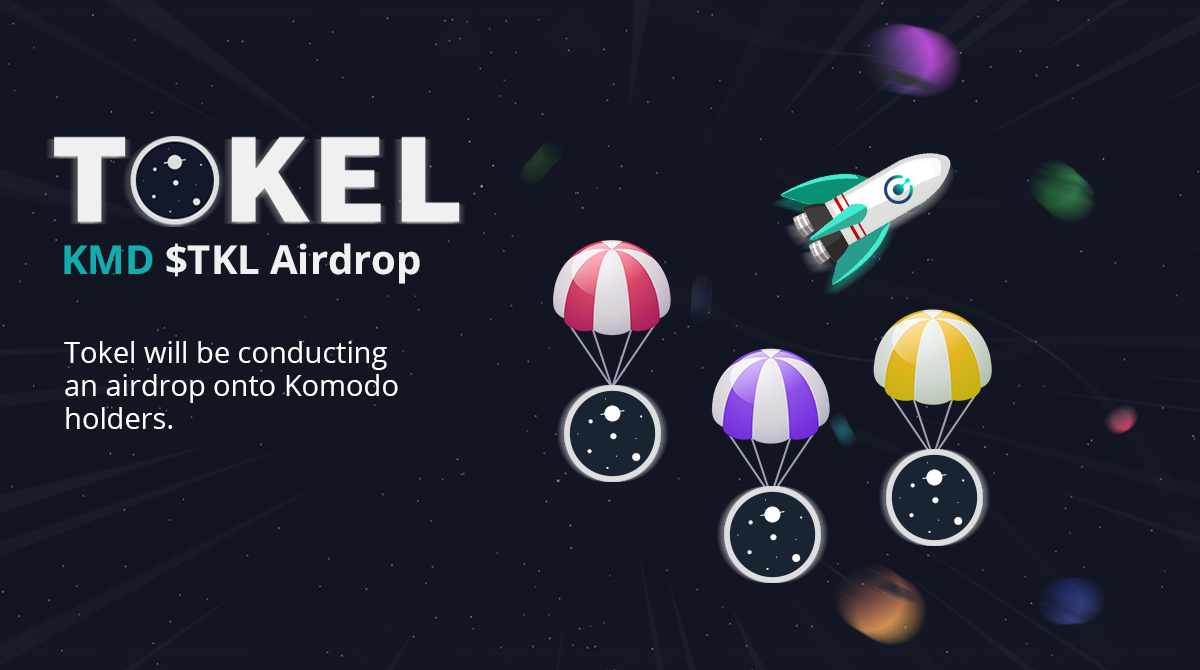 TOKEL
KMD $TKL Airdrop
Tokel will be conducting
an airdrop onto Komodo
holders.